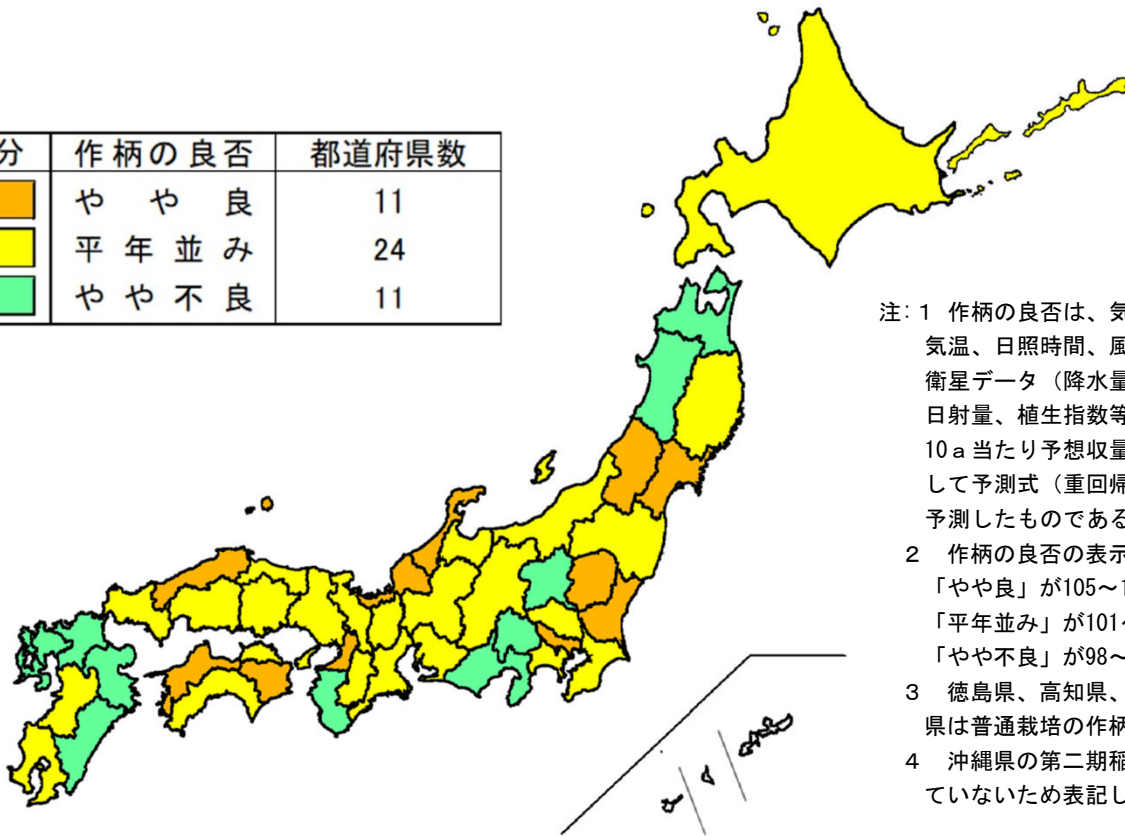 分 作柄の良否 都道府県数
や や 良 11
平年並み 24
やや不良 11
注：1 作柄の良否は、気
気温、日照時間、風
衛星データ（降水量
日射量、植生指数等
10ａ当たり予想収量
して予測式（重回帰
予測したものである
2 作柄の良否の表示
「やや良」が105～1
「平年並み」が101～
「やや不良」が98～
3 徳島県、高知県、
県は普通栽培の作柄
4 沖縄県の第二期稲
ていないため表記し